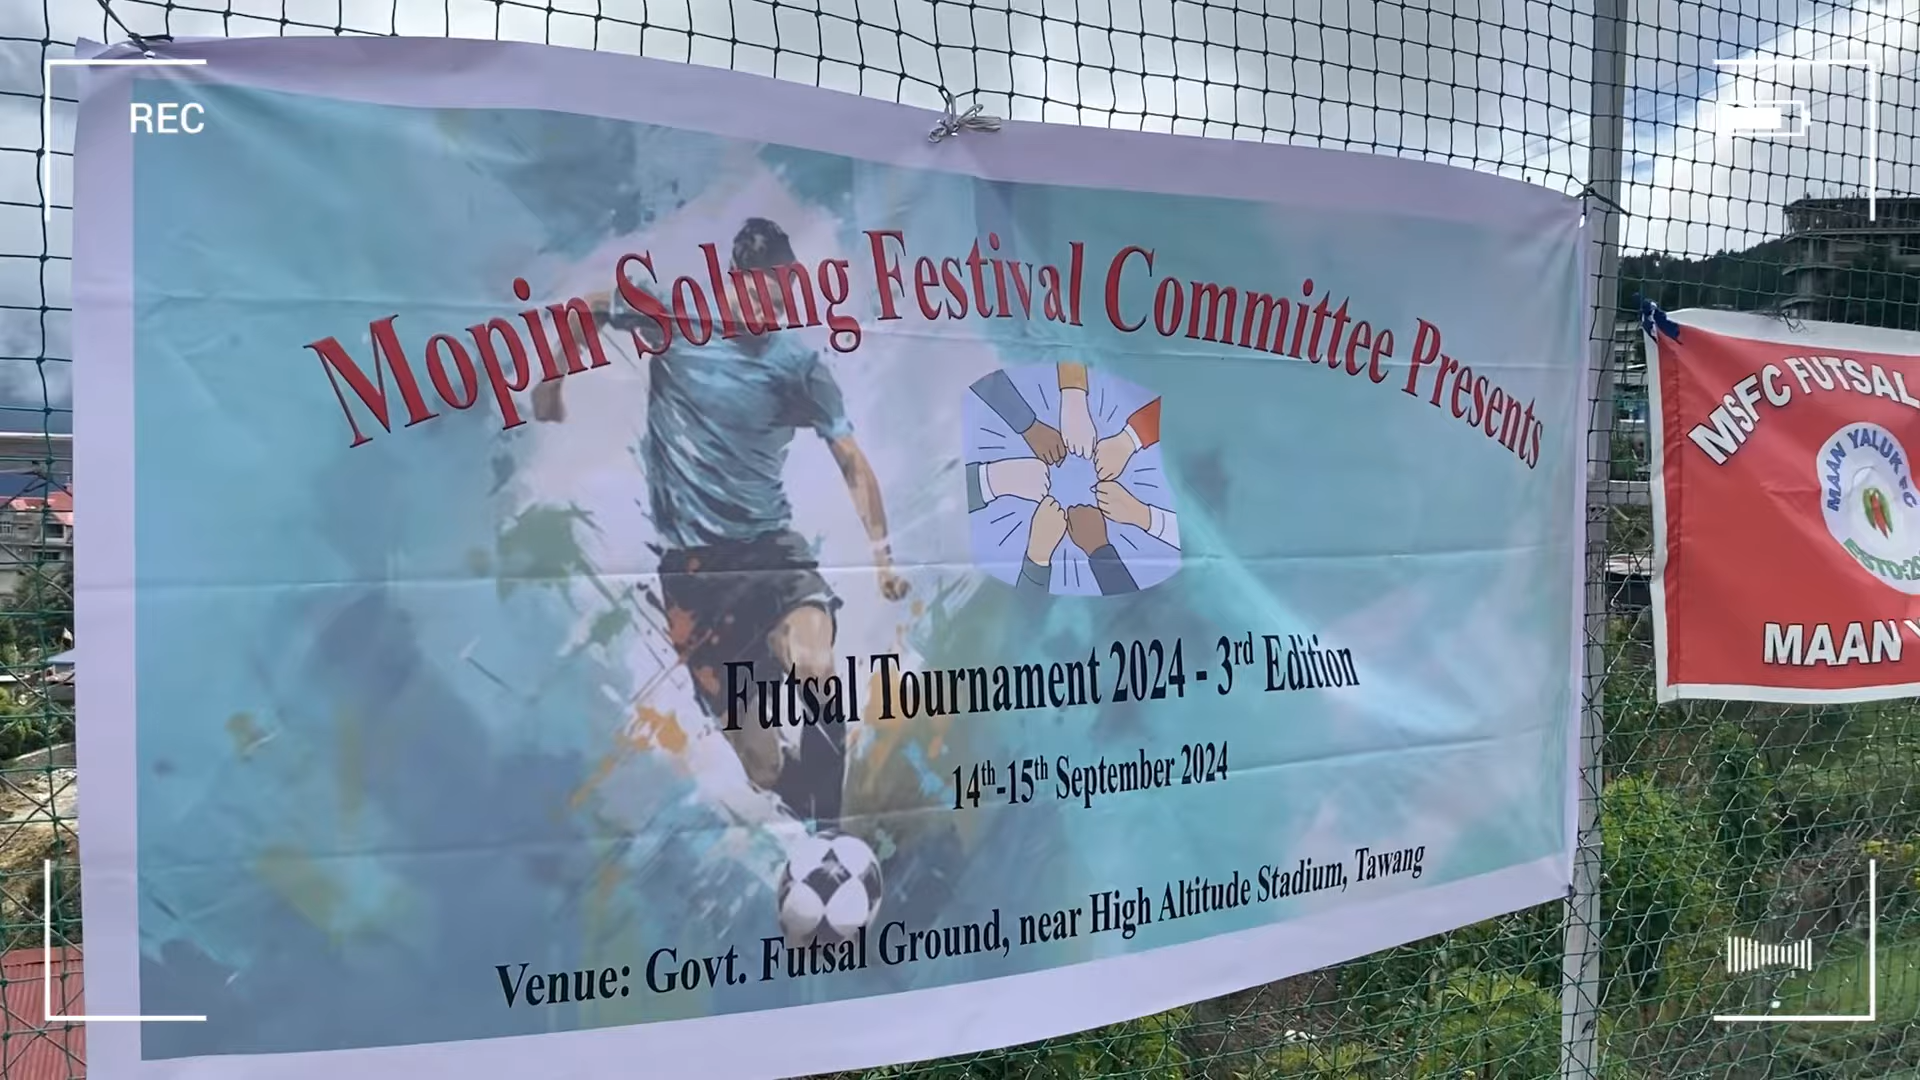 REC
Mopin Solung Festival Committee Presents
Futsal Tournament 2024 - 3rd Edition
14th-15th September 2024
Venue: Govt. Futsal Ground, near High Altitude Stadium, Tawang
MSFC FUTSAL
MAAN YALUK FC
MAAN